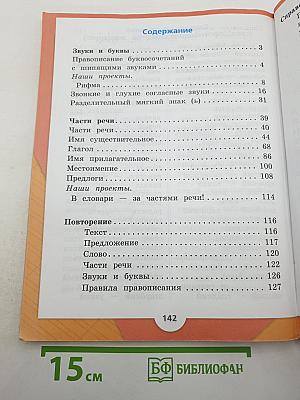 Содержание
Звуки и буквы 3
Правописание буквосочетаний
с шипящими звуками 4
Наши проекты.
Рифма 8
Звонкие и глухие согласные звуки 16
Разделительный мягкий знак (ь) 31
Части речи 39
Части речи 40
Имя существительное 44
Глагол 68
Имя прилагательное 86
Местоимение 100
Предлоги 108
Наши проекты.
В словари — за частями речи! 114
Повторение 116
Текст 116
Предложение 117
Слово 120
Части речи 122
Звуки и буквы 126
Правила правописания 127
142
15 см
БФ БИБЛИОФАН